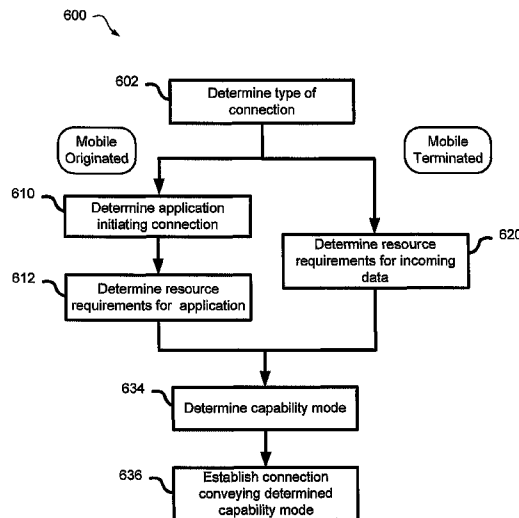 600
602
Determine type of
connection
Mobile
Originated
Mobile
Terminated
610
Determine application
initiating connection
620
Determine resource
requirements for incoming
data
612
Determine resource
requirements for application
634
Determine capability mode
636
Establish connection
conveying determined
capability mode